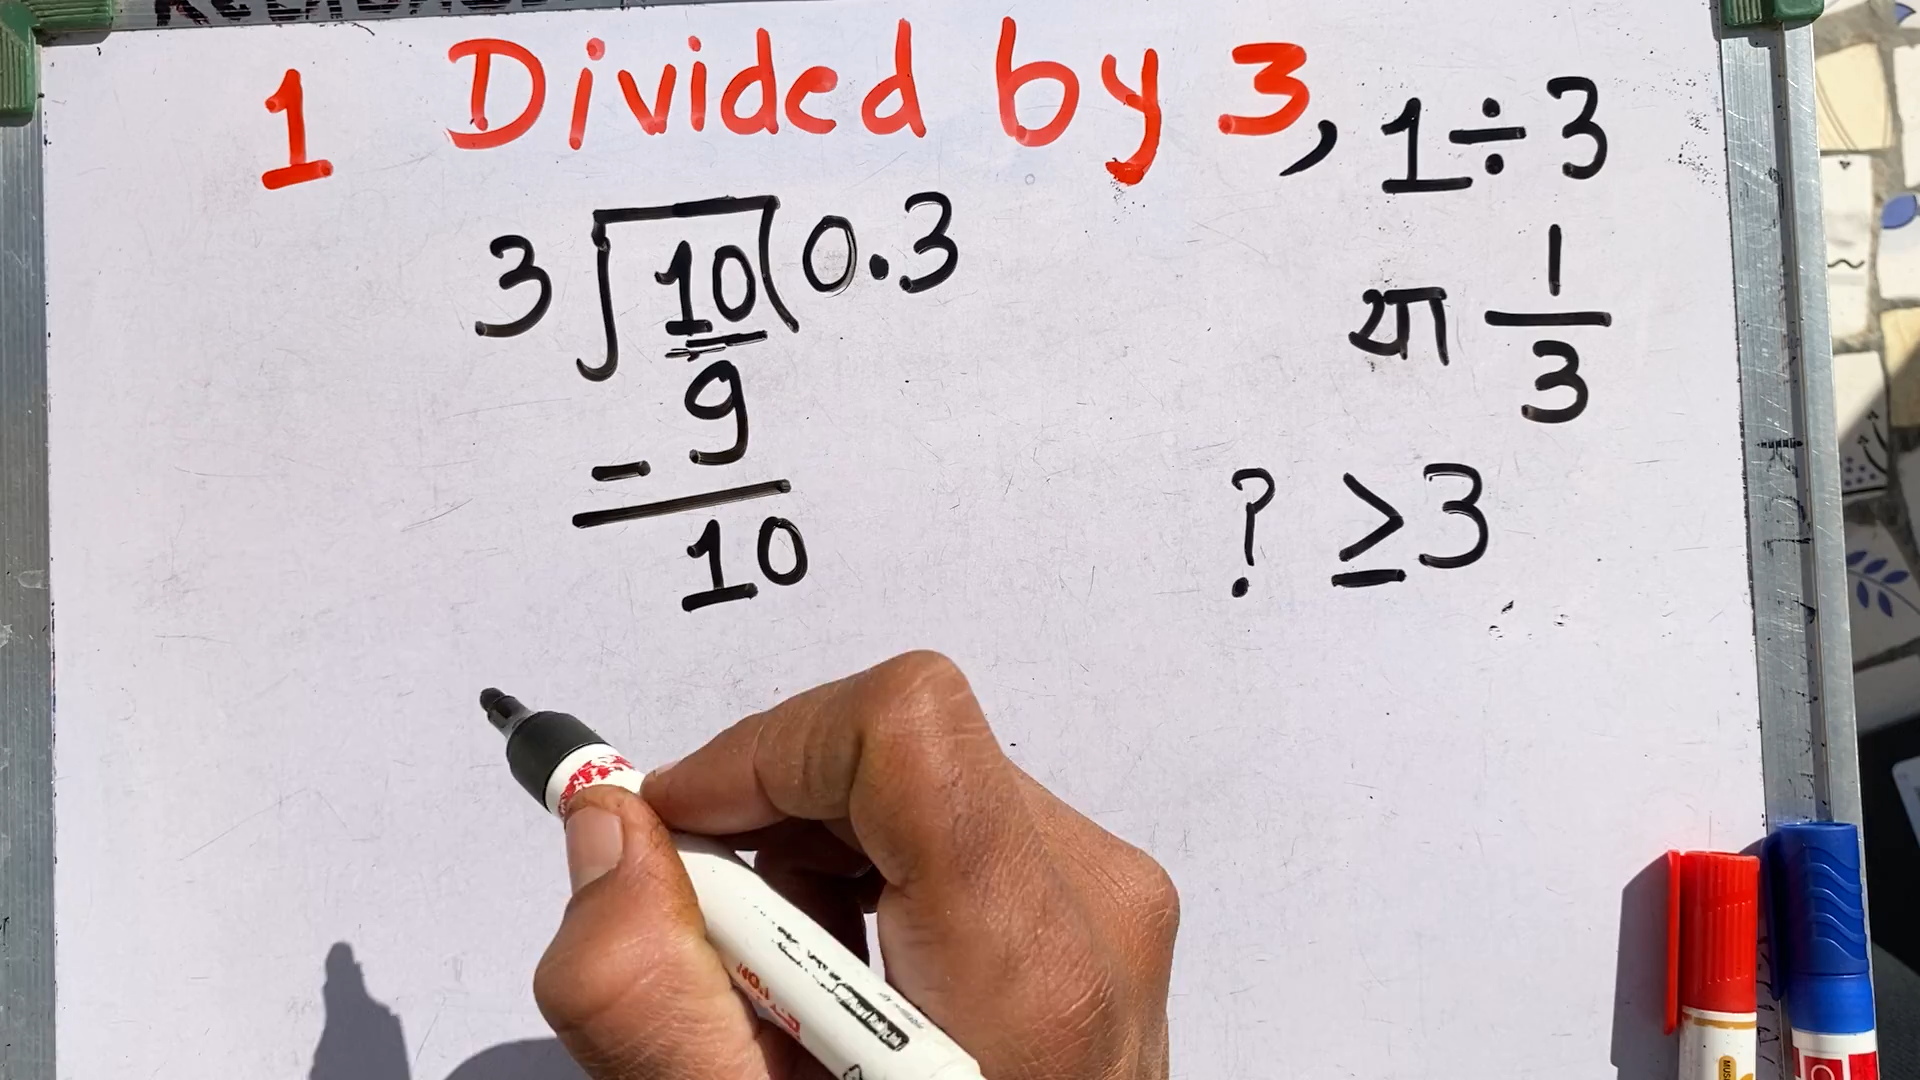 1 Divided by 3, 1÷3
3 10 ( 0.3
या 1/3
- 9
10
? ≥3